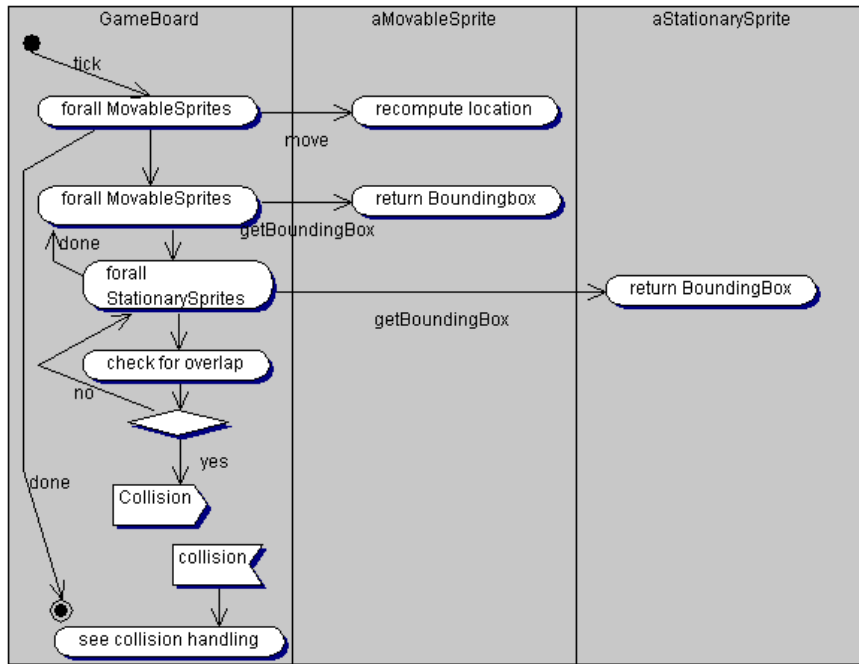 GameBoard
aMovableSprite
aStationarySprite
tick
forall MovableSprites
recompute location
move
forall MovableSprites
return Boundingbox
getBoundingBox
done
forall
StationarySprites
return BoundingBox
getBoundingBox
check for overlap
no
yes
done
Collision
collision
see collision handling